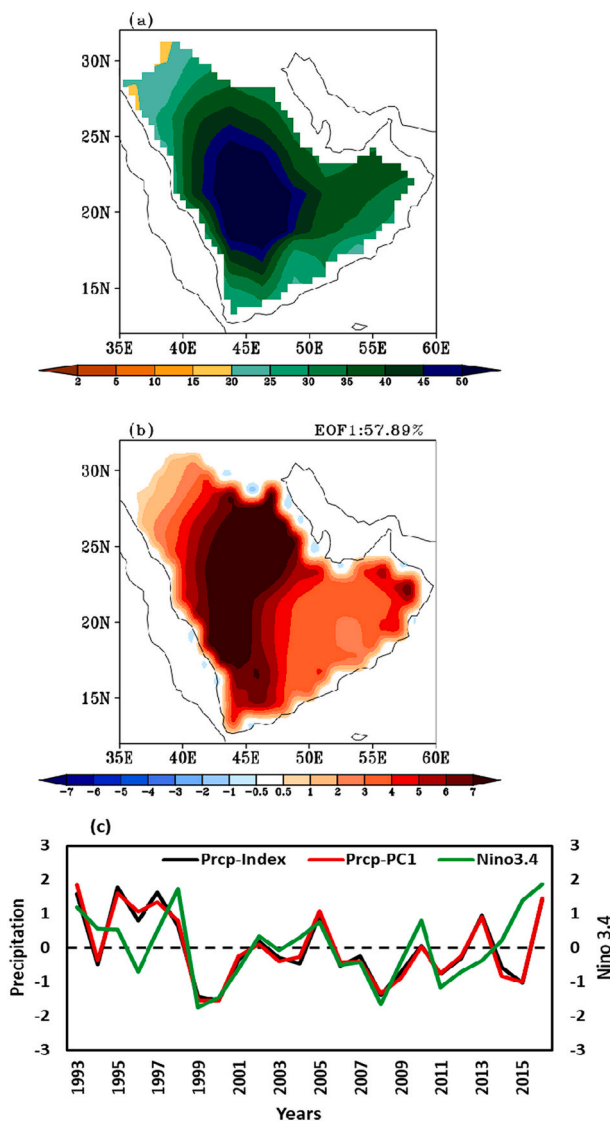 (a)
30N
25N
20N
15N
35E 40E 45E 50E 55E 60E
2 5 10 15 20 25 30 35 40 45 50
(b) EOF1:57.89%
30N
25N
20N
15N
35E 40E 45E 50E 55E 60E
-7 -6 -5 -4 -3 -2 -1 -0.5 0.5 1 2 3 4 5 6 7
(c)
Prcp-Index Prcp-PC1 Nino3.4
3 3
2 2
1 1
0 0
-1 -1
-2 -2
-3 -3
Precipitation
Nino 3.4
1993 1995 1997 1999 2001 2003 2005 2007 2009 2011 2013 2015
Years